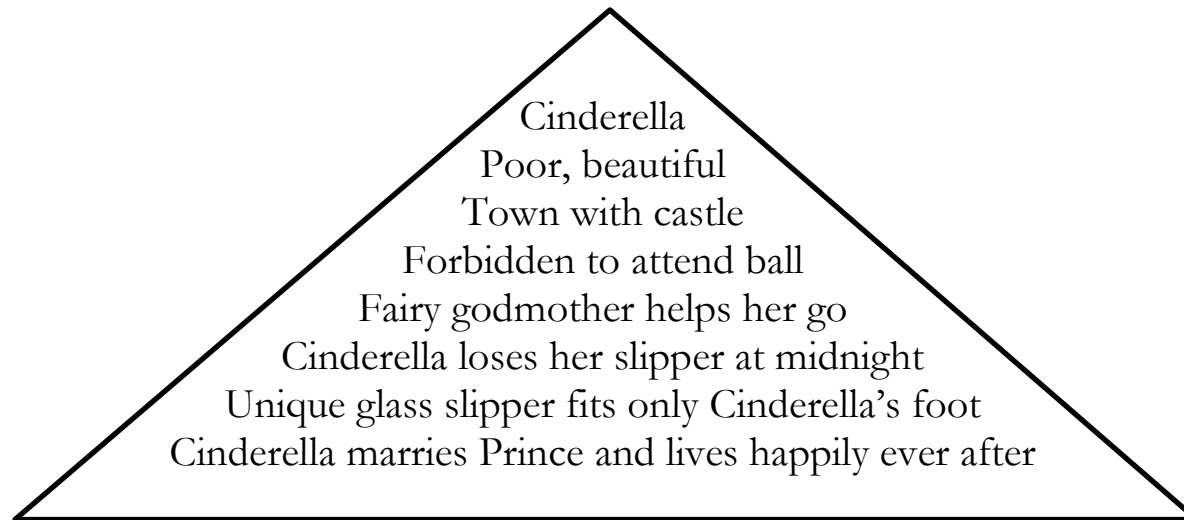 Cinderella
Poor, beautiful
Town with castle
Forbidden to attend ball
Fairy godmother helps her go
Cinderella loses her slipper at midnight
Unique glass slipper fits only Cinderella’s foot
Cinderella marries Prince and lives happily ever after